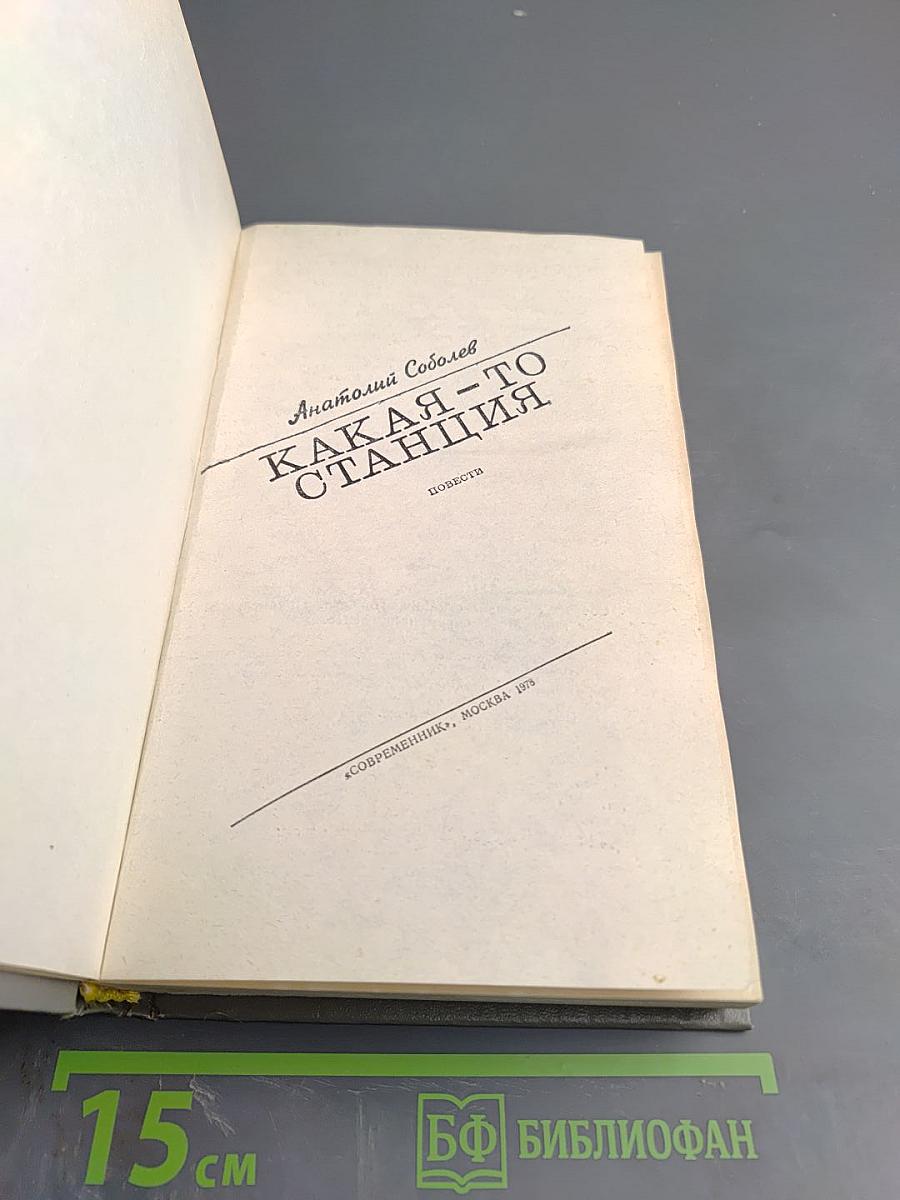 Анатолий Соболев
КАКАЯ-ТО
СТАНЦИЯ
ПОВЕСТИ
«СОВРЕМЕННИК», МОСКВА 1978
15 см
БФ БИБЛИОФАН